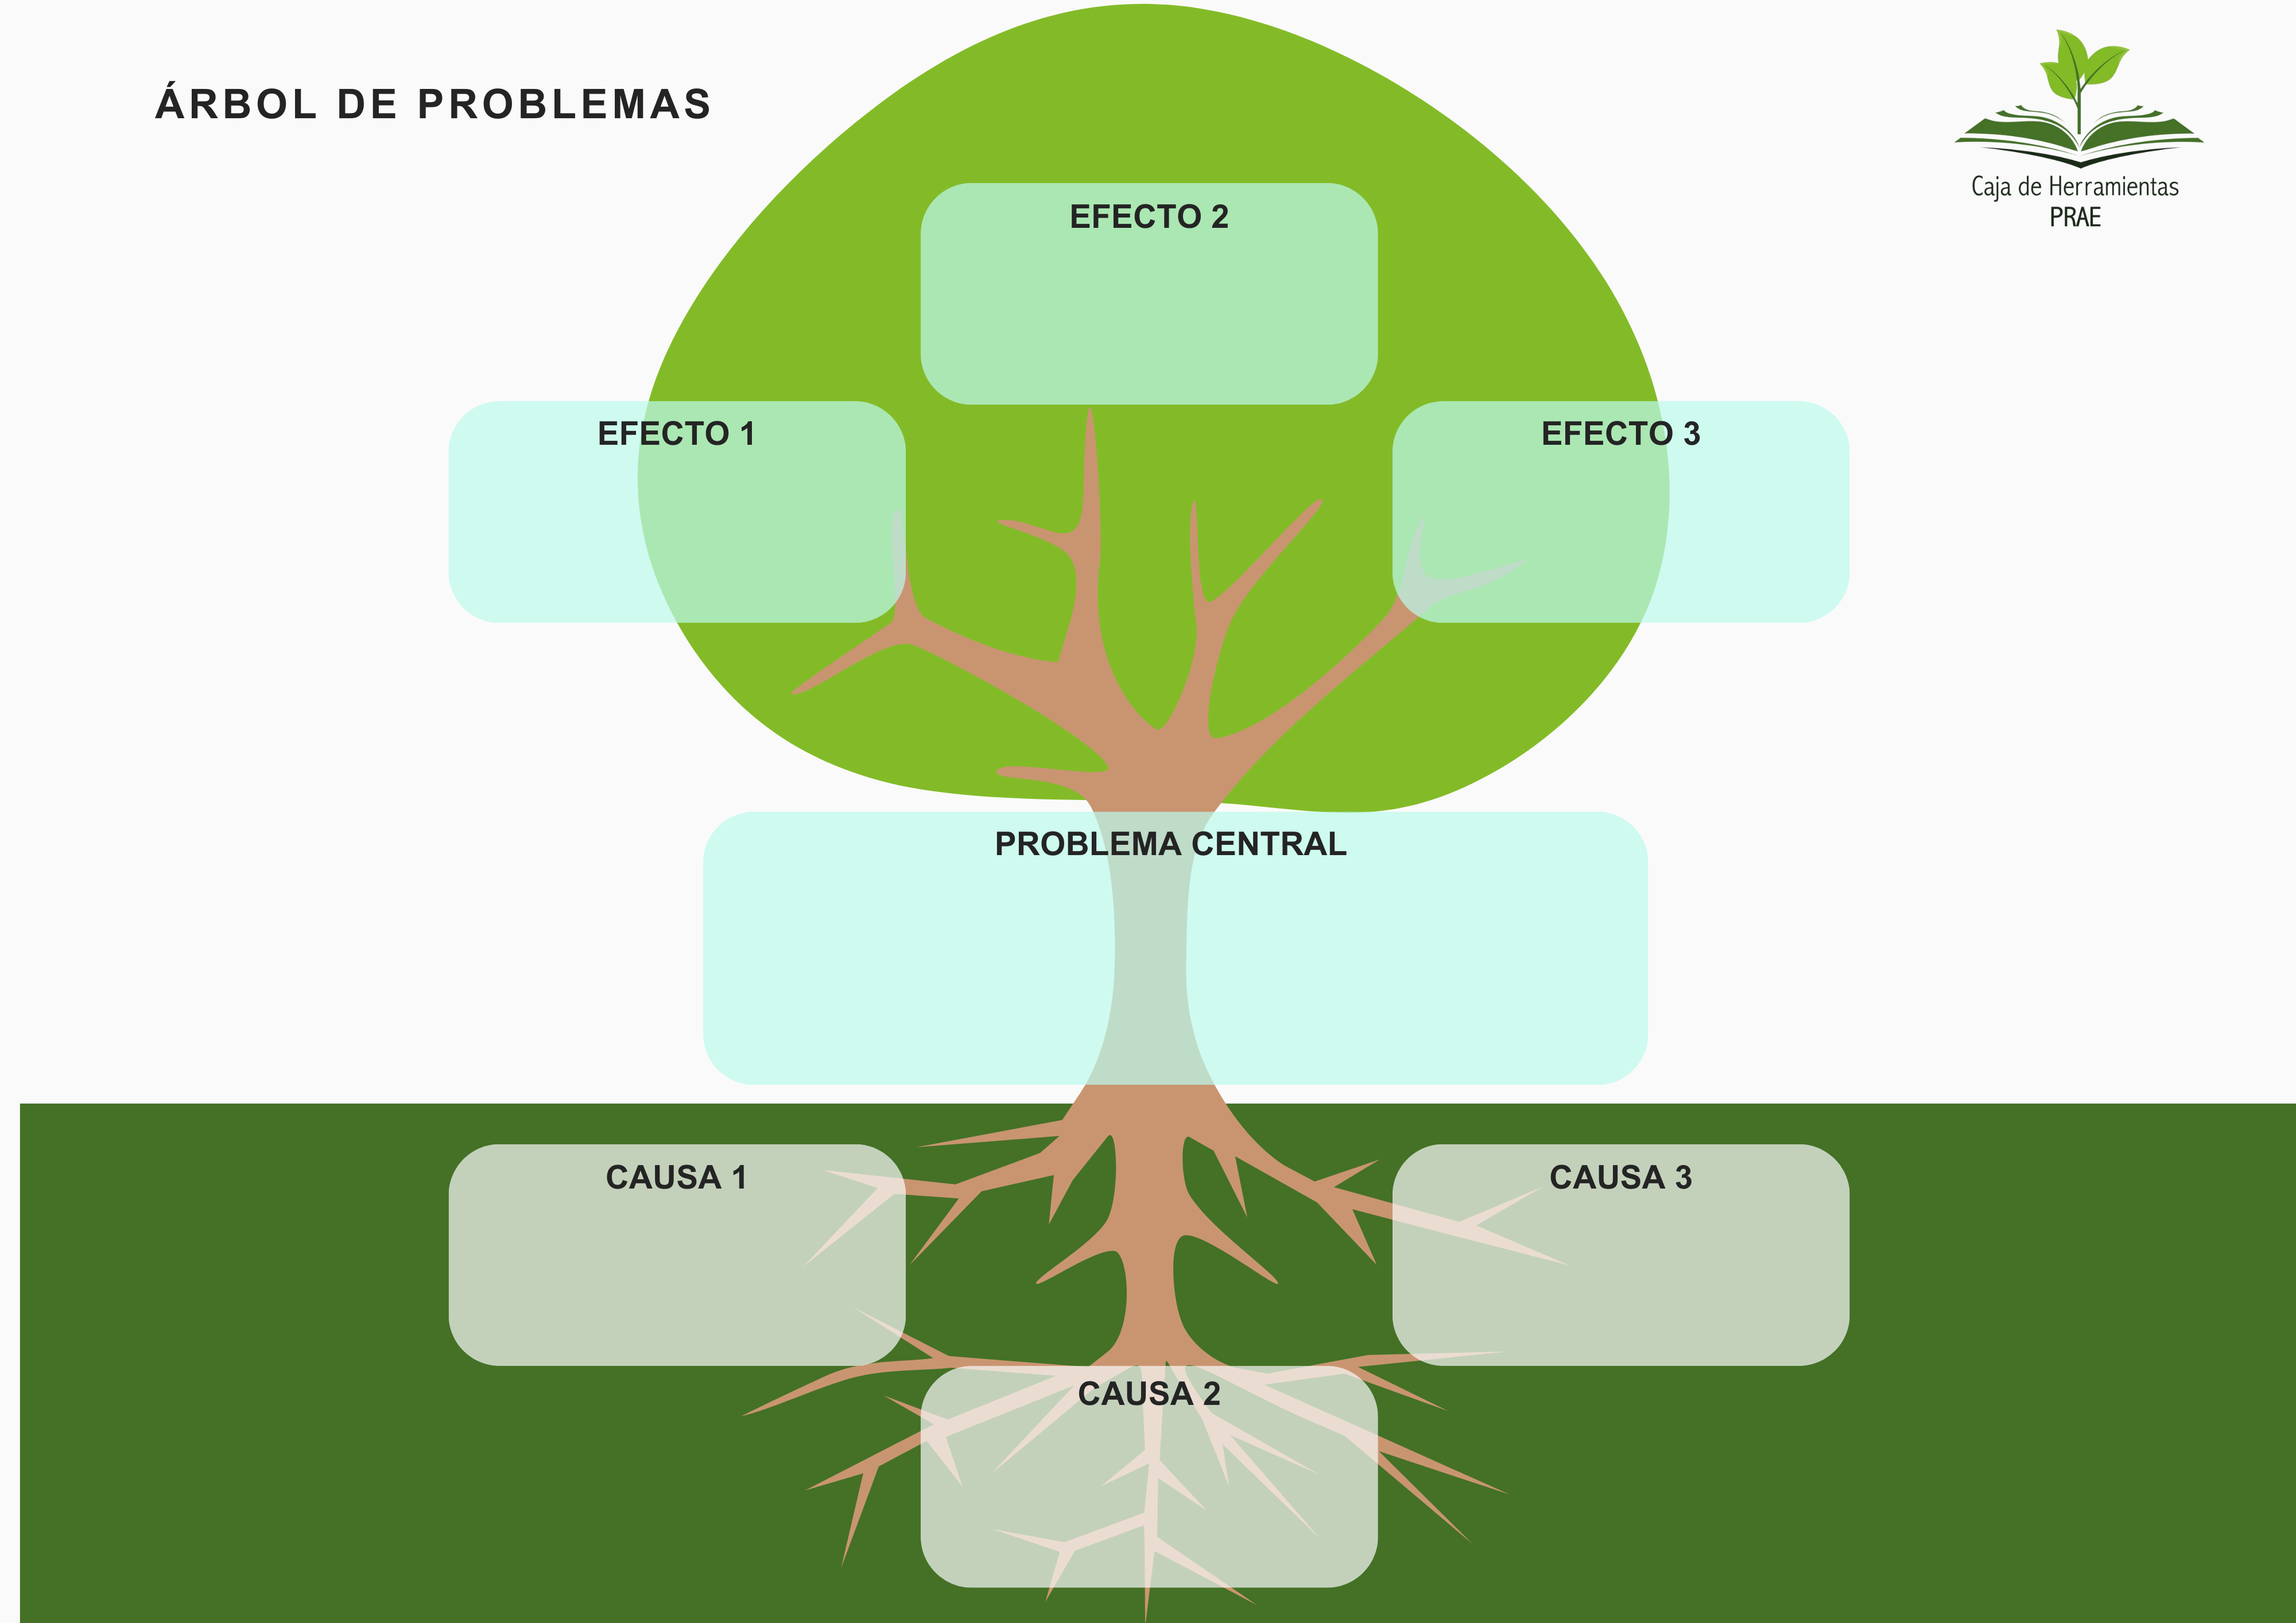 ÁRBOL DE PROBLEMAS
Caja de Herramientas
PRAE
EFECTO 2
EFECTO 1
EFECTO 3
PROBLEMA CENTRAL
CAUSA 1
CAUSA 3
CAUSA 2